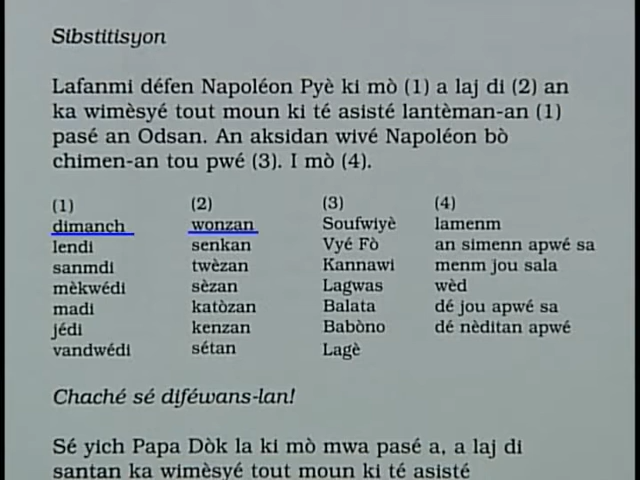 Sibstitisyon
Lafanmi défen Napoléon Pyè ki mò (1) a laj di (2) an
ka wimèsyé tout moun ki té asisté lantèman-an (1)
pasé an Odsan. An aksidan wivé Napoléon bò
chimen-an tou pwé (3). I mò (4).
(1) (2) (3) (4)
dimanch wonzan Soufwiyè lamenm
lendi senkan Vyé Fò an simenn apwé sa
sanmdi twèzan Kannawi menm jou sala
mèkwédi sèzan Lagwas wèd
madi katòzan Balata dé jou apwé sa
jédi kenzan Babòno dé nèditan apwé
vandwédi sétan Lagè
Chaché sé diféwans-lan!
Sé yich Papa Dòk la ki mò mwa pasé a, a laj di
santan ka wimèsyé tout moun ki té asisté